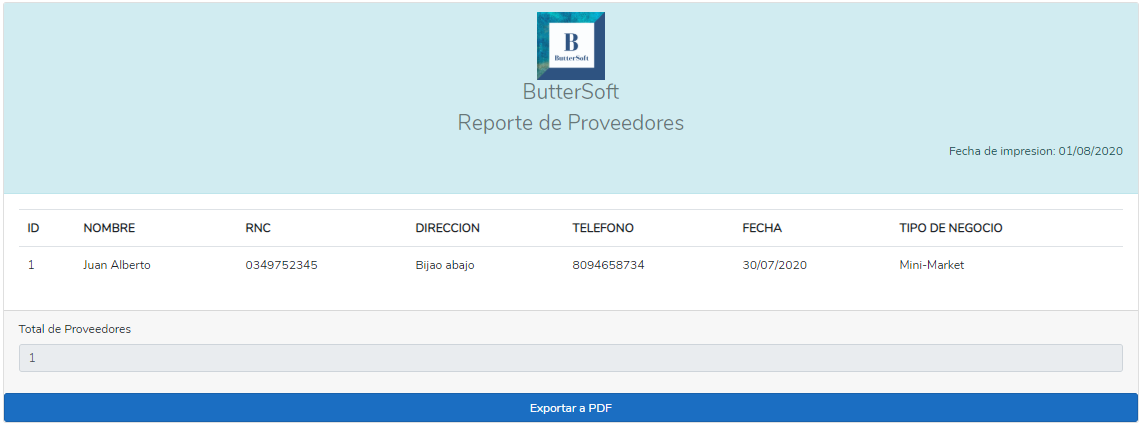 B
ButterSoft
ButterSoft
Reporte de Proveedores
Fecha de impresion: 01/08/2020
ID NOMBRE RNC DIRECCION TELEFONO FECHA TIPO DE NEGOCIO
1 Juan Alberto 0349752345 Bijao abajo 8094658734 30/07/2020 Mini-Market
Total de Proveedores
1
Exportar a PDF